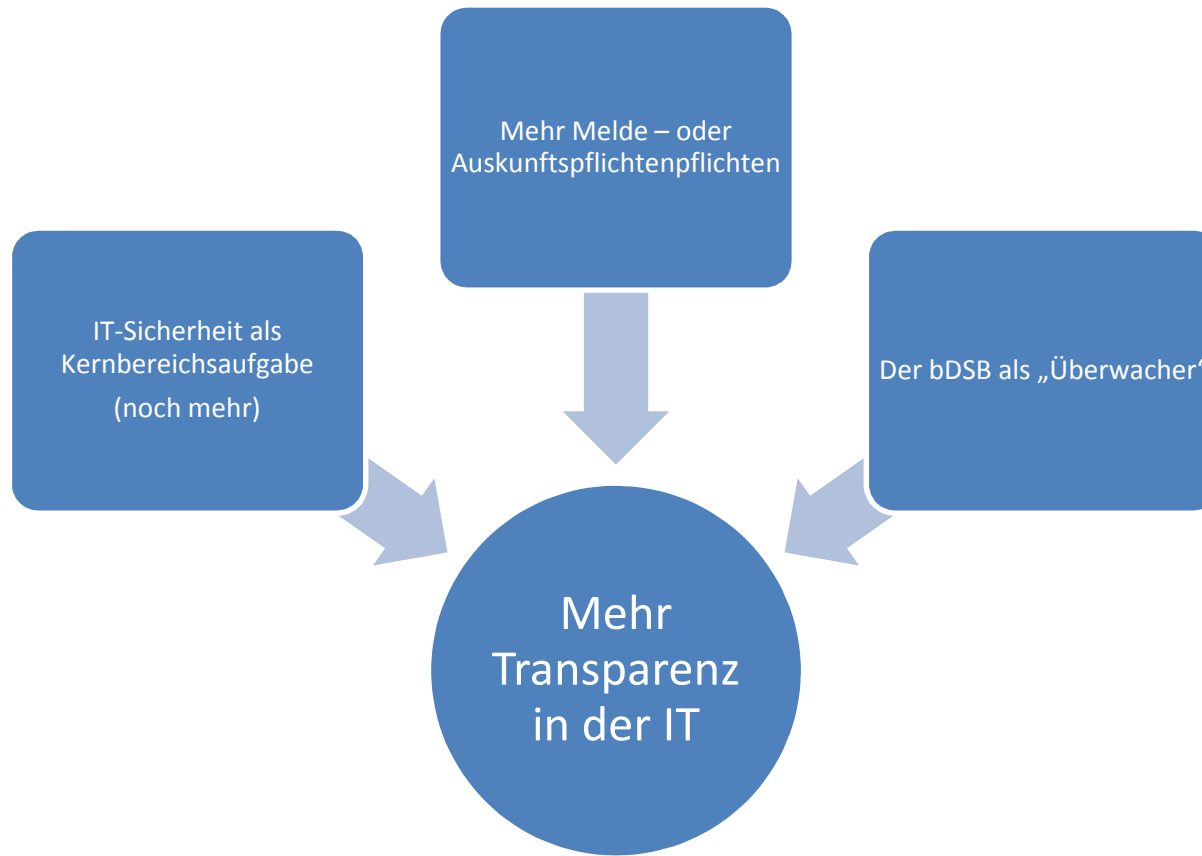 Mehr Melde – oder
Auskunftspflichtenpflichten
IT-Sicherheit als
Kernbereichsaufgabe
(noch mehr)
Der bDSB als „Überwacher“
Mehr
Transparenz
in der IT